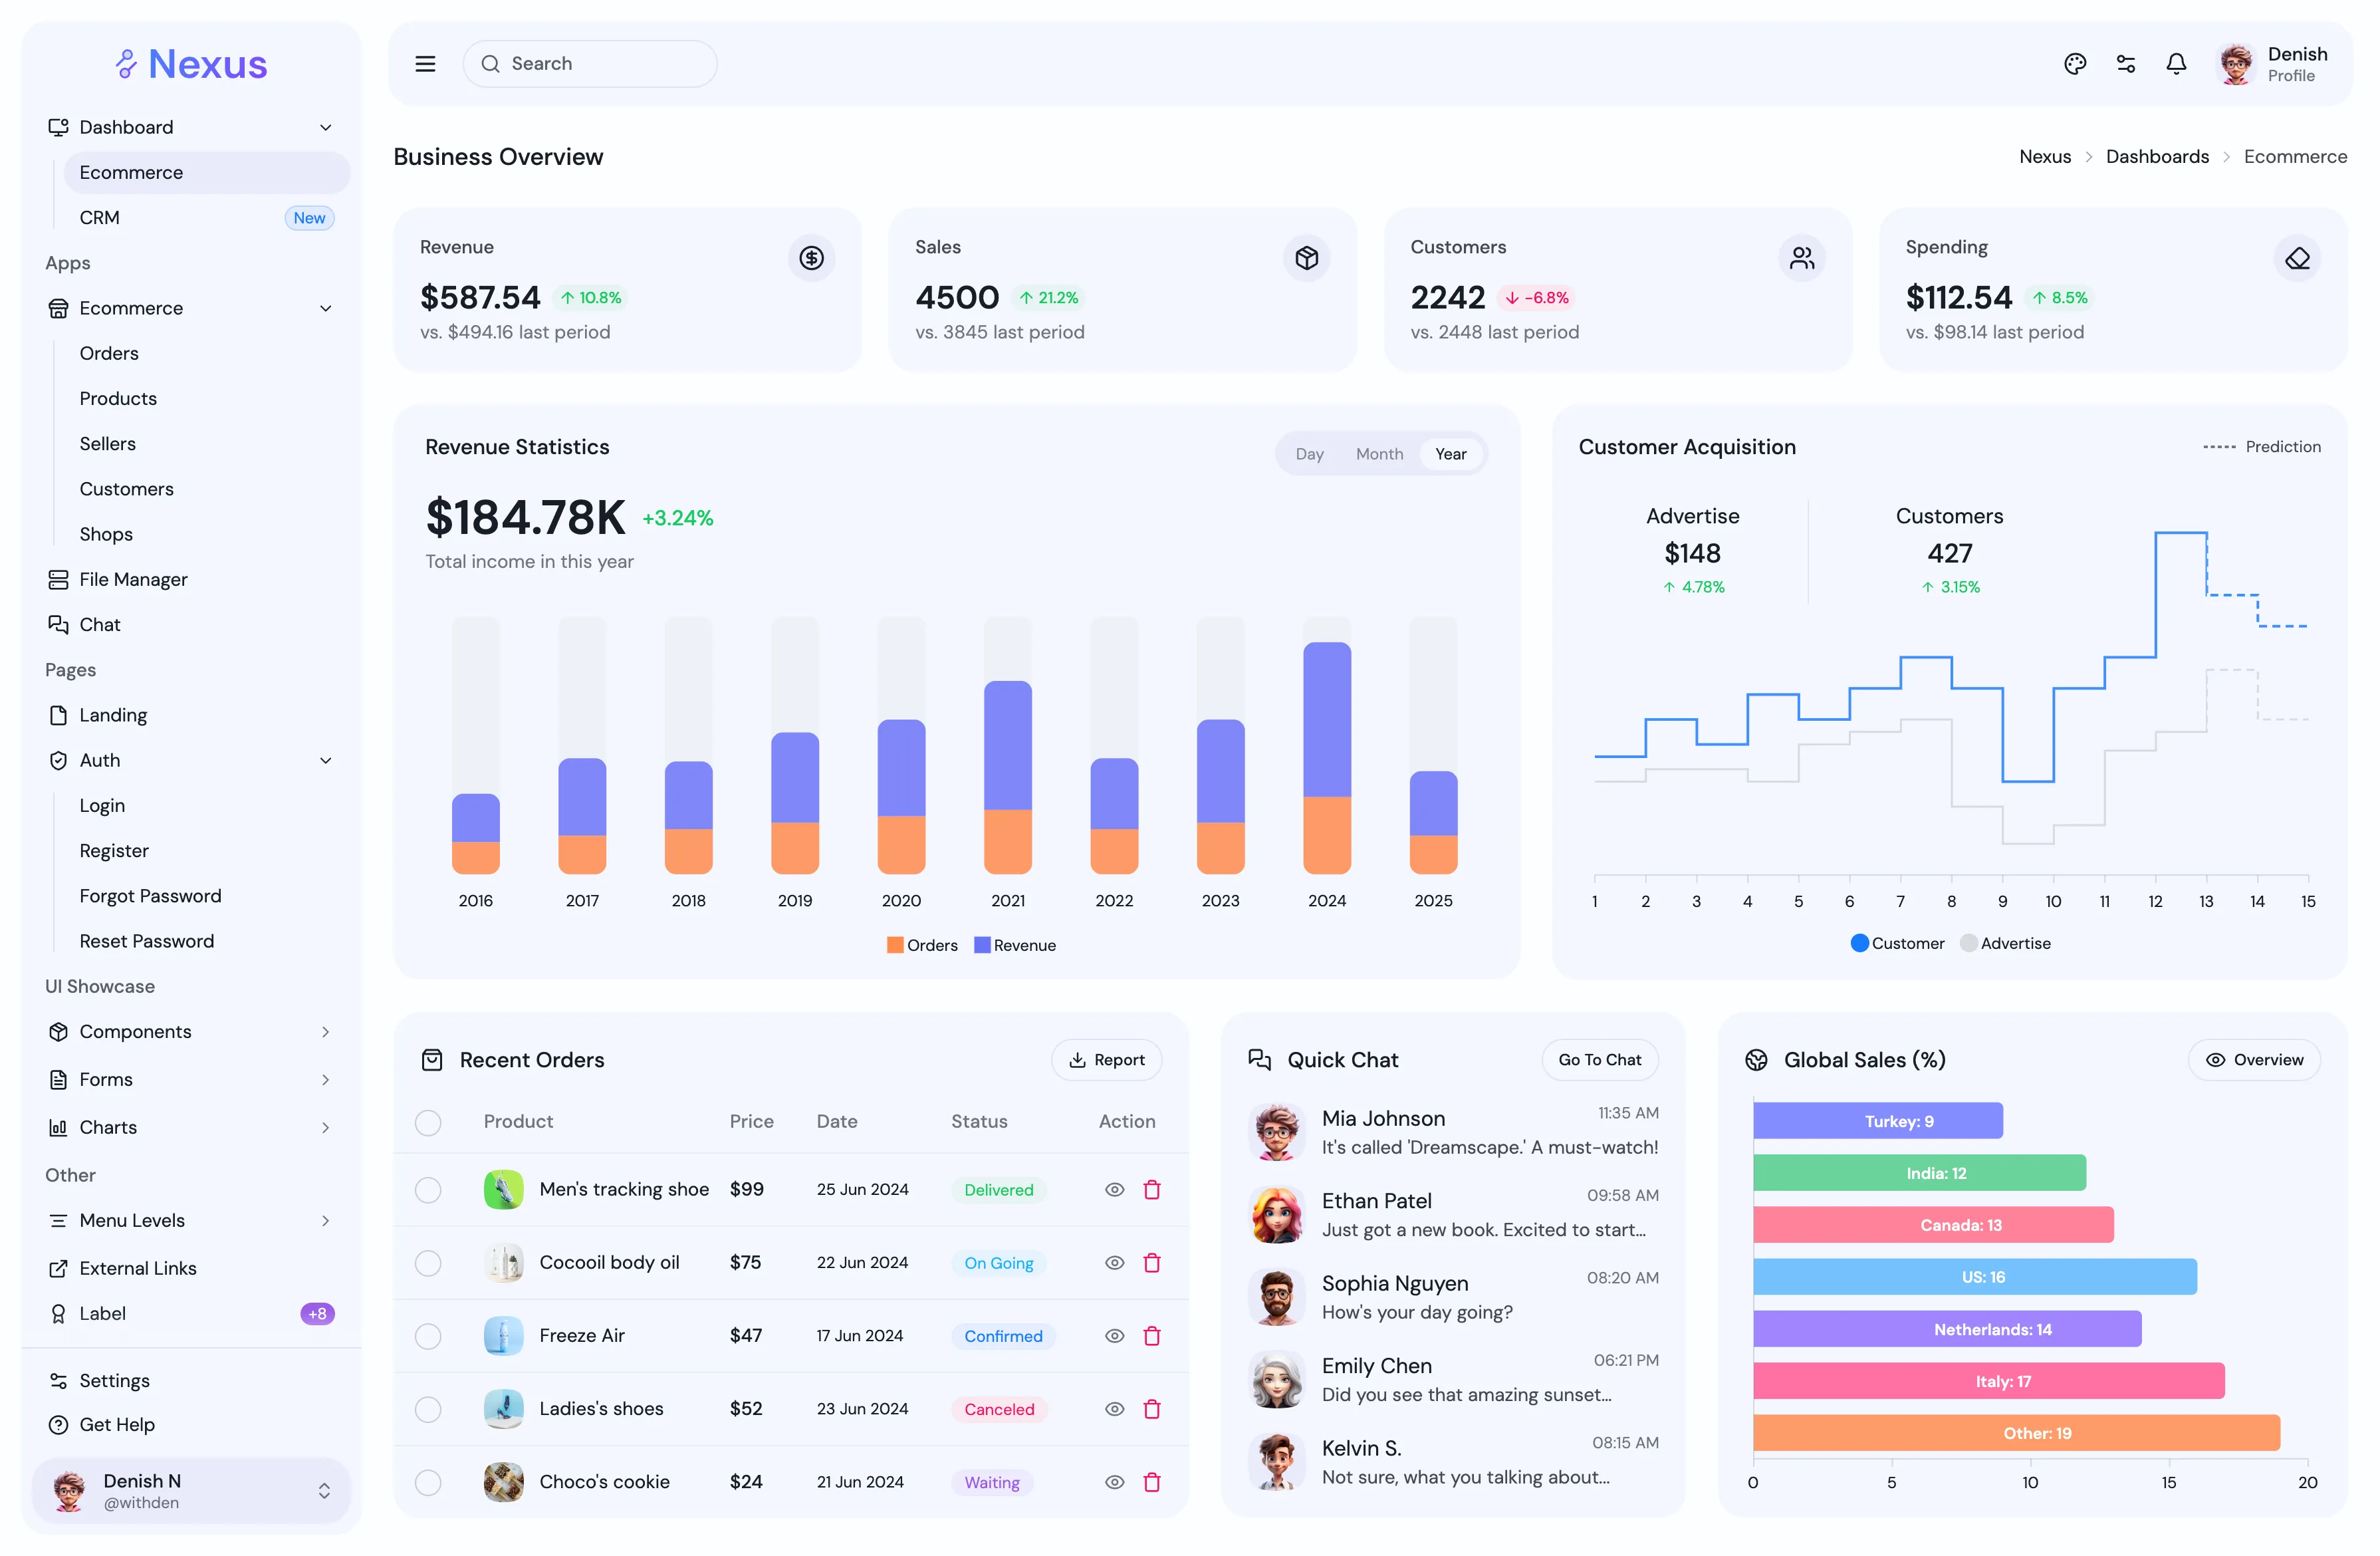 Nexus
Dashboard
Ecommerce
CRM New
Apps
Ecommerce
Orders
Products
Sellers
Customers
Shops
File Manager
Chat
Pages
Landing
Auth
Login
Register
Forgot Password
Reset Password
UI Showcase
Components
Forms
Charts
Other
Menu Levels
External Links
Label +8
Settings
Get Help
Denish N
@withden
Search
Denish
Profile
Business Overview
Nexus > Dashboards > Ecommerce
Revenue
$587.54 ↑ 10.8%
vs. $494.16 last period
Sales
4500 ↑ 21.2%
vs. 3845 last period
Customers
2242 ↓ -6.8%
vs. 2448 last period
Spending
$112.54 ↑ 8.5%
vs. $98.14 last period
Revenue Statistics
Day Month Year
$184.78K +3.24%
Total income in this year
2016 2017 2018 2019 2020 2021 2022 2023 2024 2025
Orders Revenue
Customer Acquisition
Prediction
Advertise
$148
↑ 4.78%
Customers
427
↑ 3.15%
1 2 3 4 5 6 7 8 9 10 11 12 13 14 15
Customer Advertise
Recent Orders Report
Product Price Date Status Action
Men's tracking shoe $99 25 Jun 2024 Delivered
Cocooil body oil $75 22 Jun 2024 On Going
Freeze Air $47 17 Jun 2024 Confirmed
Ladies's shoes $52 23 Jun 2024 Canceled
Choco's cookie $24 21 Jun 2024 Waiting
Quick Chat Go To Chat
Mia Johnson 11:35 AM
It's called 'Dreamscape.' A must-watch!
Ethan Patel 09:58 AM
Just got a new book. Excited to start...
Sophia Nguyen 08:20 AM
How's your day going?
Emily Chen 06:21 PM
Did you see that amazing sunset...
Kelvin S. 08:15 AM
Not sure, what you talking about...
Global Sales (%) Overview
Turkey: 9
India: 12
Canada: 13
US: 16
Netherlands: 14
Italy: 17
Other: 19
0 5 10 15 20